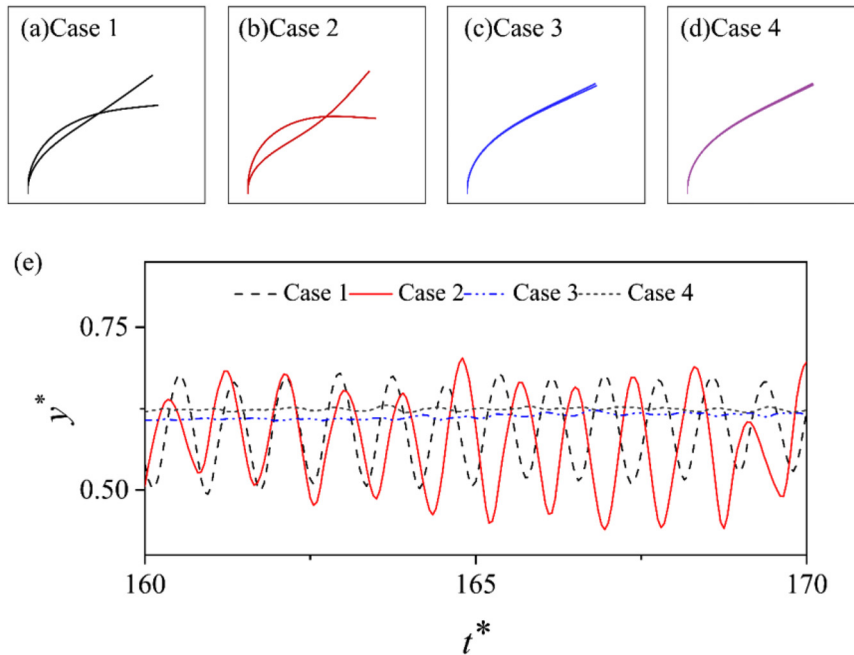 (a)Case 1
(b)Case 2
(c)Case 3
(d)Case 4
(e)
Case 1 Case 2 Case 3 Case 4
0.75
y*
0.50
160 165 170
t*